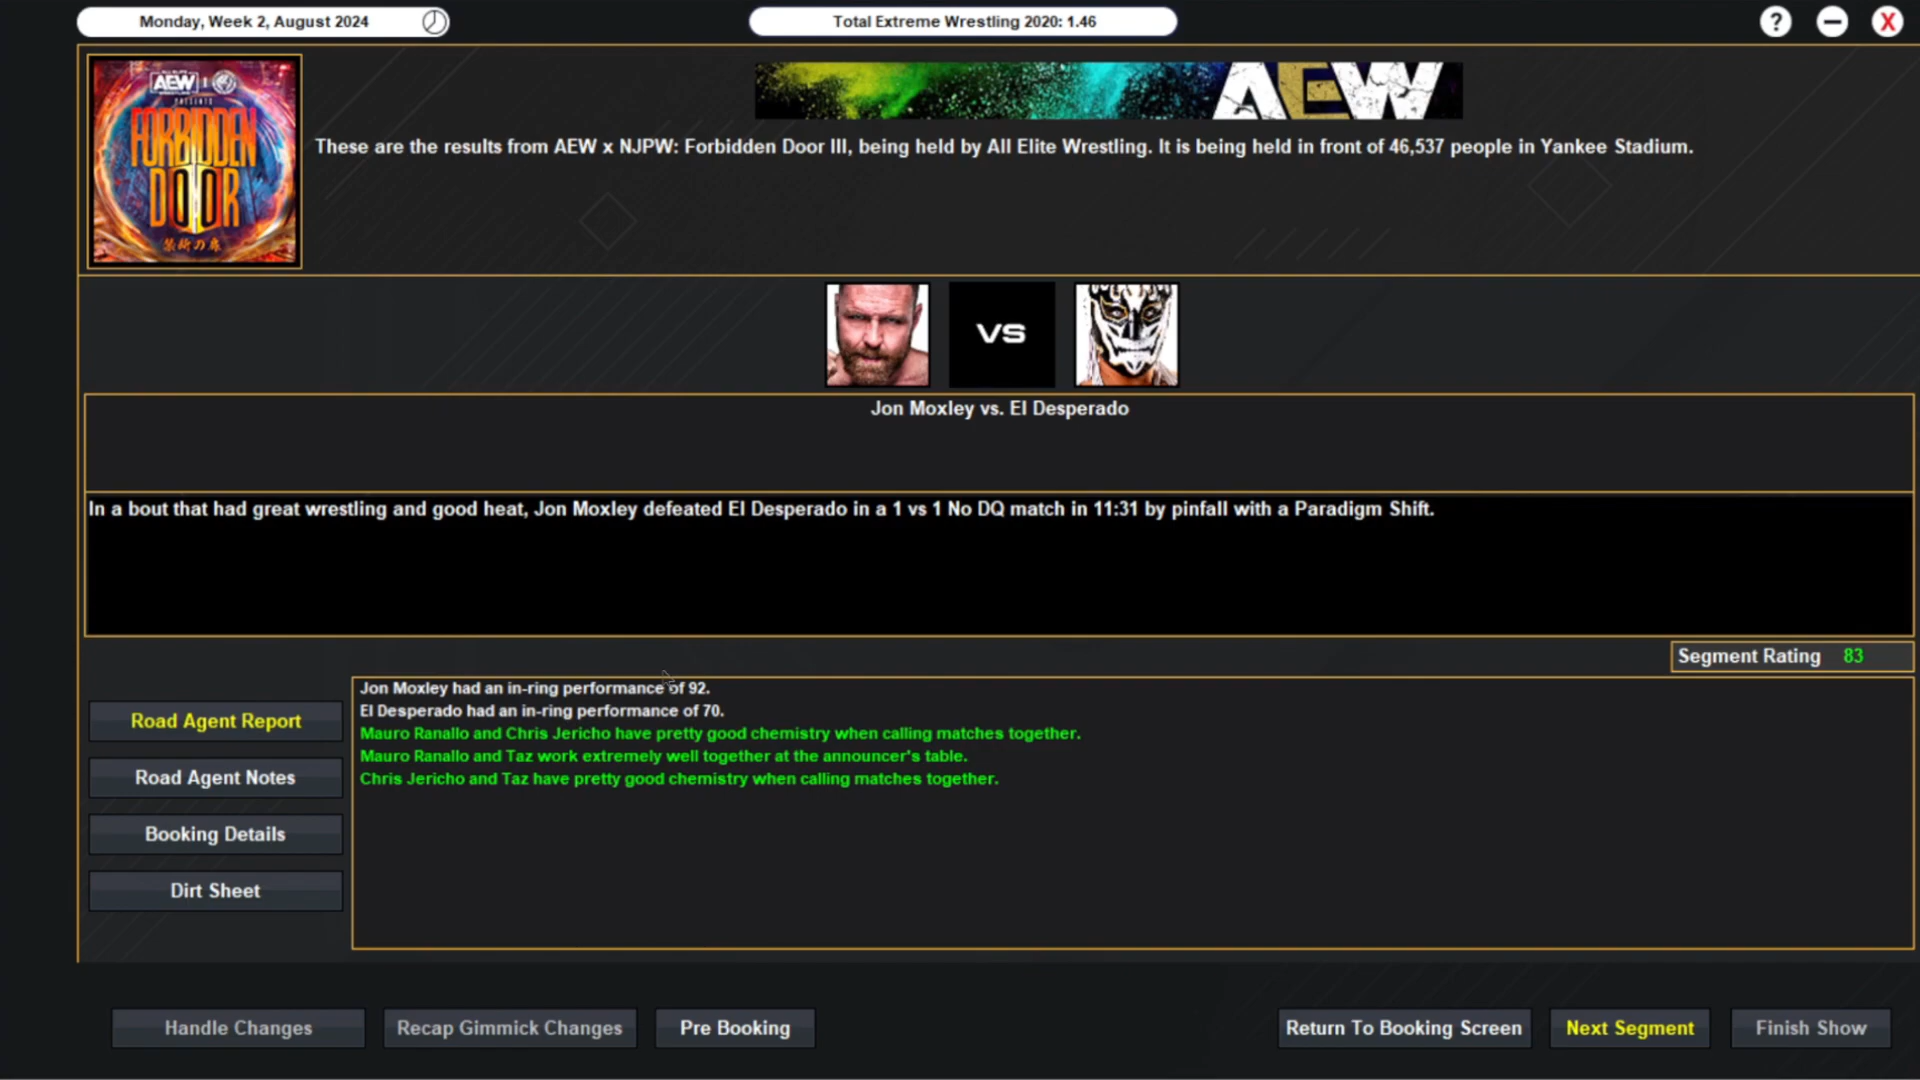 Monday, Week 2, August 2024
Total Extreme Wrestling 2020: 1.46
?
X
ALL ELITE
AEW
WRESTLING
PRESENTS
FORBIDDEN
DOOR
禁断の扉
AEW
These are the results from AEW x NJPW: Forbidden Door III, being held by All Elite Wrestling. It is being held in front of 46,537 people in Yankee Stadium.
VS
Jon Moxley vs. El Desperado
In a bout that had great wrestling and good heat, Jon Moxley defeated El Desperado in a 1 vs 1 No DQ match in 11:31 by pinfall with a Paradigm Shift.
Segment Rating 83
Jon Moxley had an in-ring performance of 92.
El Desperado had an in-ring performance of 70.
Mauro Ranallo and Chris Jericho have pretty good chemistry when calling matches together.
Mauro Ranallo and Taz work extremely well together at the announcer's table.
Chris Jericho and Taz have pretty good chemistry when calling matches together.
Road Agent Report
Road Agent Notes
Booking Details
Dirt Sheet
Handle Changes
Recap Gimmick Changes
Pre Booking
Return To Booking Screen
Next Segment
Finish Show